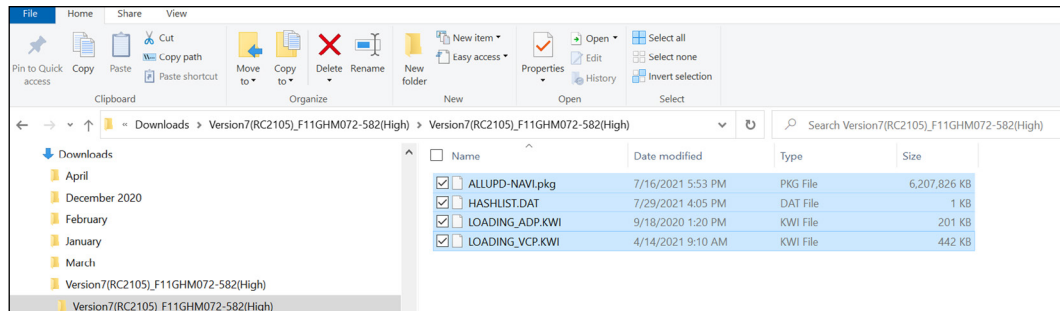 File Home Share View
Pin to Quick access
Copy
Paste
Cut
Copy path
Paste shortcut
Clipboard
Move to
Copy to
Delete
Rename
Organize
New folder
New item
Easy access
New
Properties
Open
Edit
History
Open
Select all
Select none
Invert selection
Select
« Downloads > Version7(RC2105)_F11GHM072-582(High) > Version7(RC2105)_F11GHM072-582(High)
Search Version7(RC2105)_F11GHM072-582(High)
Downloads
April
December 2020
February
January
March
Version7(RC2105)_F11GHM072-582(High)
Version7(RC2105)_F11GHM072-582(High)
Name Date modified Type Size
ALLUPD-NAVI.pkg 7/16/2021 5:53 PM PKG File 6,207,826 KB
HASHLIST.DAT 7/29/2021 4:05 PM DAT File 1 KB
LOADING_ADP.KWI 9/18/2020 1:20 PM KWI File 201 KB
LOADING_VCP.KWI 4/14/2021 9:10 AM KWI File 442 KB